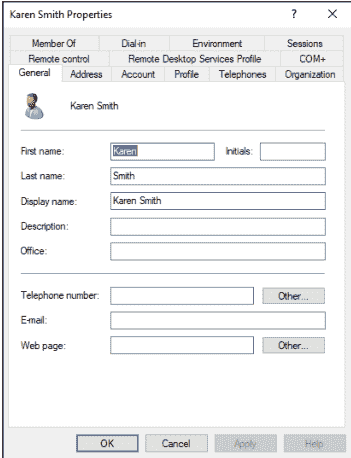 Karen Smith Properties ? ×
Member Of Dial-in Environment Sessions
Remote control Remote Desktop Services Profile COM+
General Address Account Profile Telephones Organization
Karen Smith
First name: Karen Initials:
Last name: Smith
Display name: Karen Smith
Description:
Office:
Telephone number: Other...
E-mail:
Web page: Other...
OK Cancel Apply Help